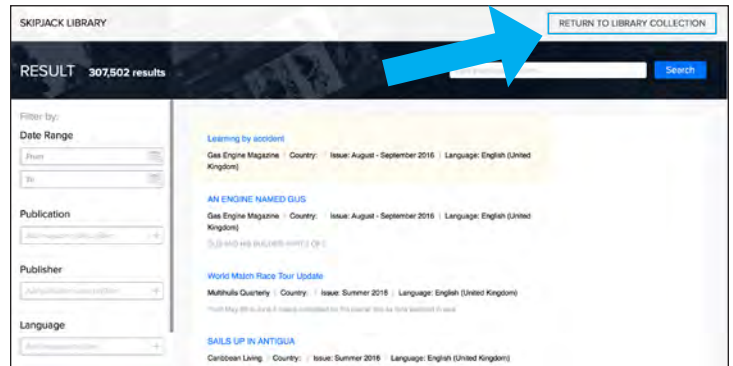 SKIPJACK LIBRARY
RETURN TO LIBRARY COLLECTION
RESULT 307,502 results
Search
Filter by:
Date Range
From
To
Publication
Publisher
Language
Learning by accident
Gas Engine Magazine | Country: | Issue: August - September 2016 | Language: English (United
Kingdom)
AN ENGINE NAMED GUS
Gas Engine Magazine | Country: | Issue: August - September 2016 | Language: English (United
Kingdom)
World Match Race Tour Update
Multihulls Quarterly | Country: | Issue: Summer 2016 | Language: English (United Kingdom)
SAILS UP IN ANTIGUA
Caribbean Living | Country: | Issue: Summer 2016 | Language: English (United Kingdom)